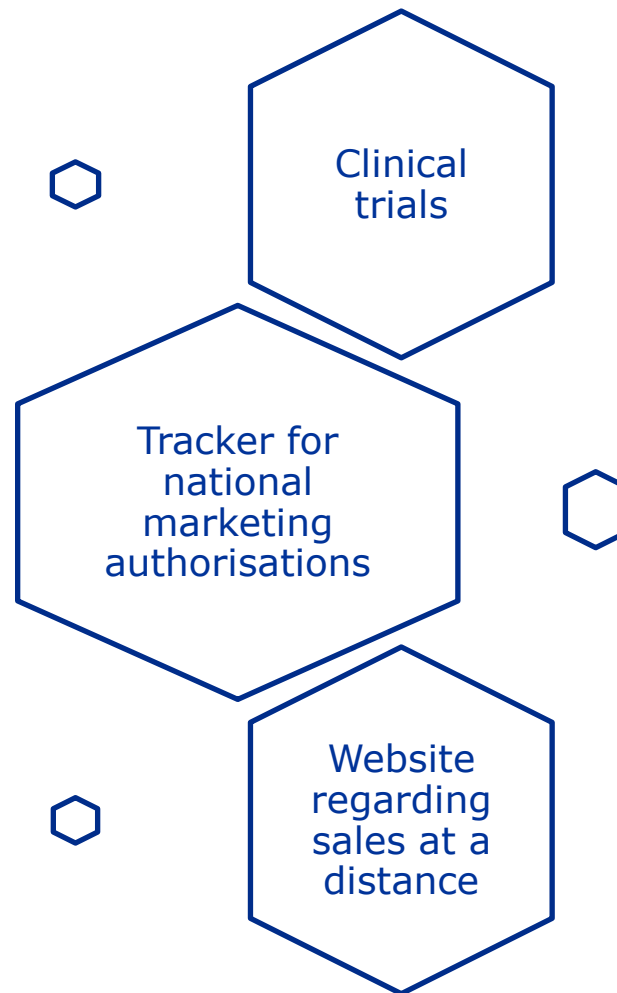 Clinical
trials
Tracker for
national
marketing
authorisations
Website
regarding
sales at a
distance